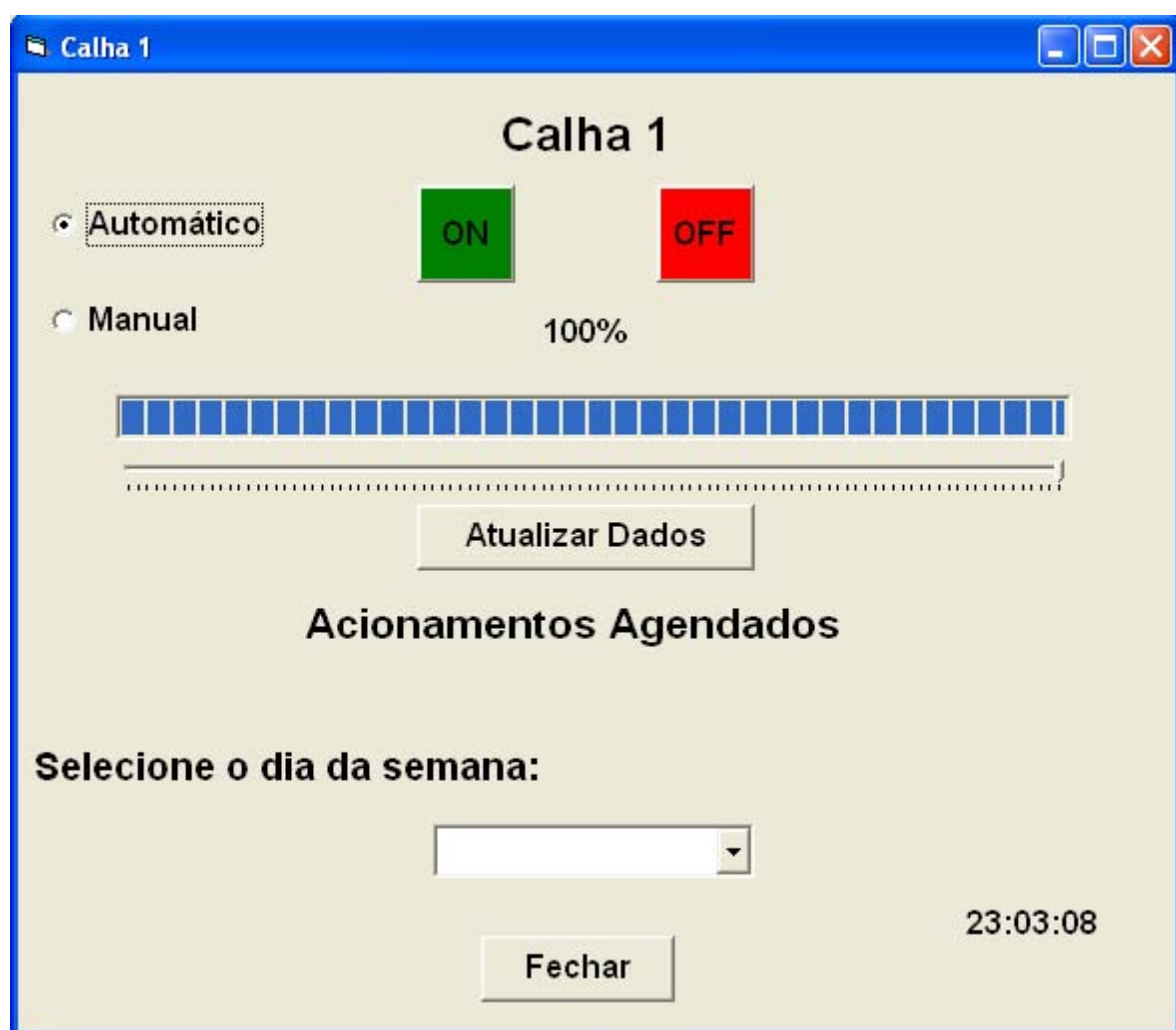 Calha 1
Calha 1
Automático
ON
OFF
Manual
100%
Atualizar Dados
Acionamentos Agendados
Selecione o dia da semana:
23:03:08
Fechar